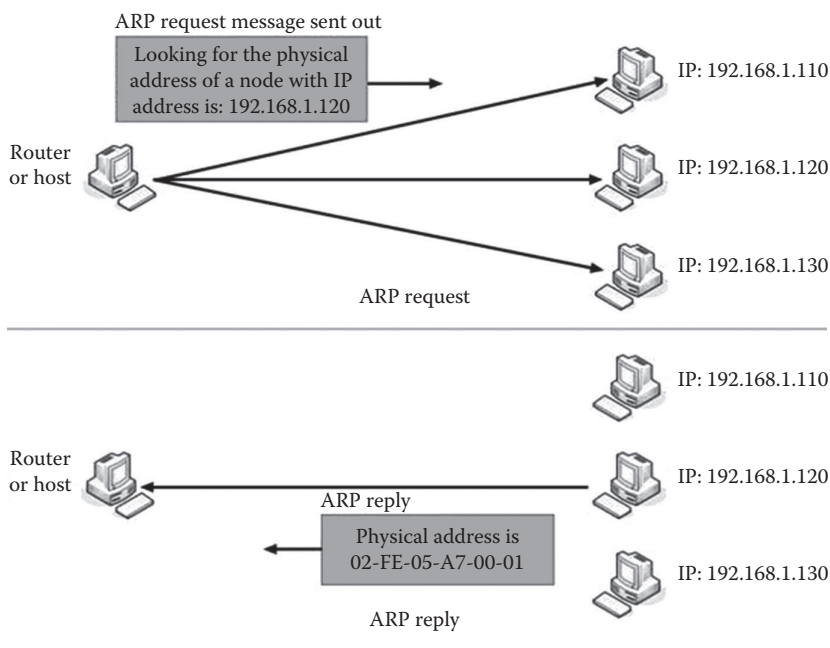 ARP request message sent out
Looking for the physical
address of a node with IP
address is: 192.168.1.120
IP: 192.168.1.110
Router
or host
IP: 192.168.1.120
IP: 192.168.1.130
ARP request
IP: 192.168.1.110
Router
or host
IP: 192.168.1.120
ARP reply
Physical address is
02-FE-05-A7-00-01
IP: 192.168.1.130
ARP reply